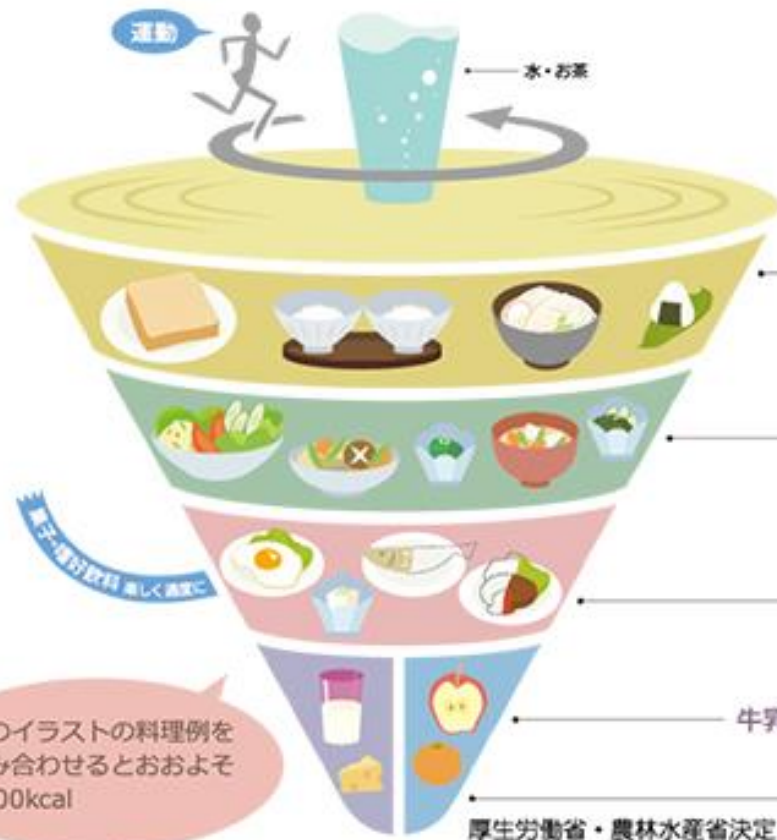 運動
水・お茶
菓子・嗜好飲料 楽しく適度に
のイラストの料理例を
み合わせるとおおよそ
00kcal
牛乳
厚生労働省・農林水産省決定